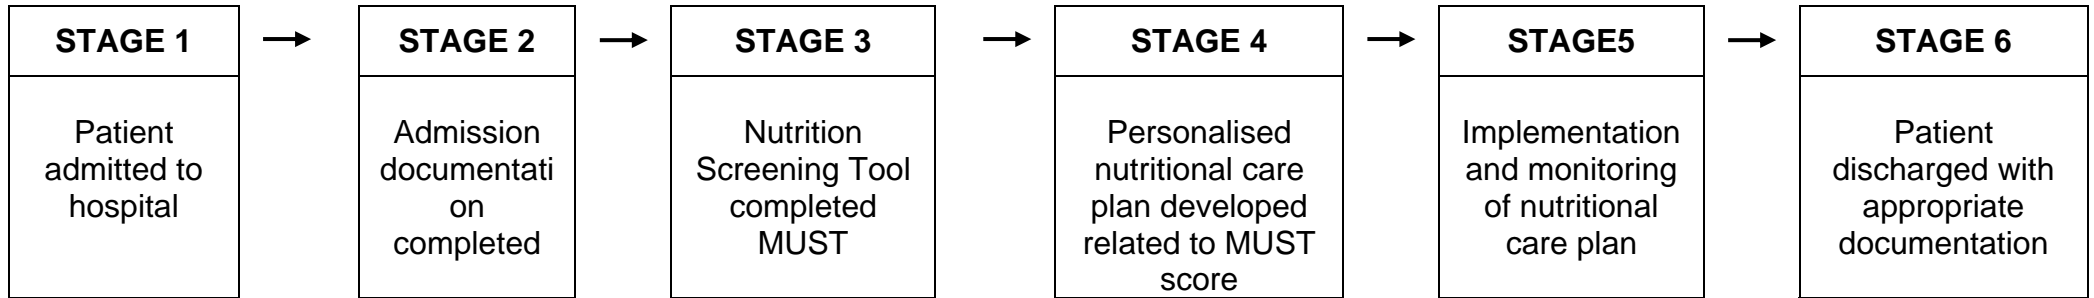 STAGE 1
Patient
admitted to
hospital
STAGE 2
Admission
documentati
on
completed
STAGE 3
Nutrition
Screening Tool
completed
MUST
STAGE 4
Personalised
nutritional care
plan developed
related to MUST
score
STAGE5
Implementation
and monitoring
of nutritional
care plan
STAGE 6
Patient
discharged with
appropriate
documentation